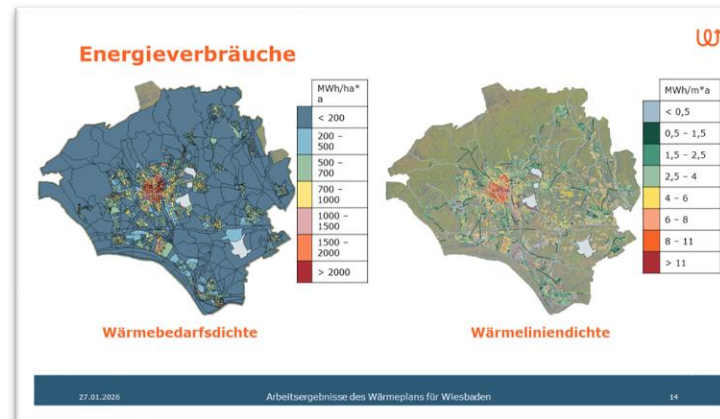 Energieverbräuche
MWh/ha*
a
< 200
200 –
500
500 –
700
700 –
1000
1000 –
1500
1500 –
2000
> 2000
Wärmebedarfsdichte
MWh/m*a
< 0,5
0,5 – 1,5
1,5 – 2,5
2,5 – 4
4 – 6
6 – 8
8 – 11
> 11
Wärmeliniendichte
27.01.2026 Arbeitsergebnisse des Wärmeplans für Wiesbaden 14